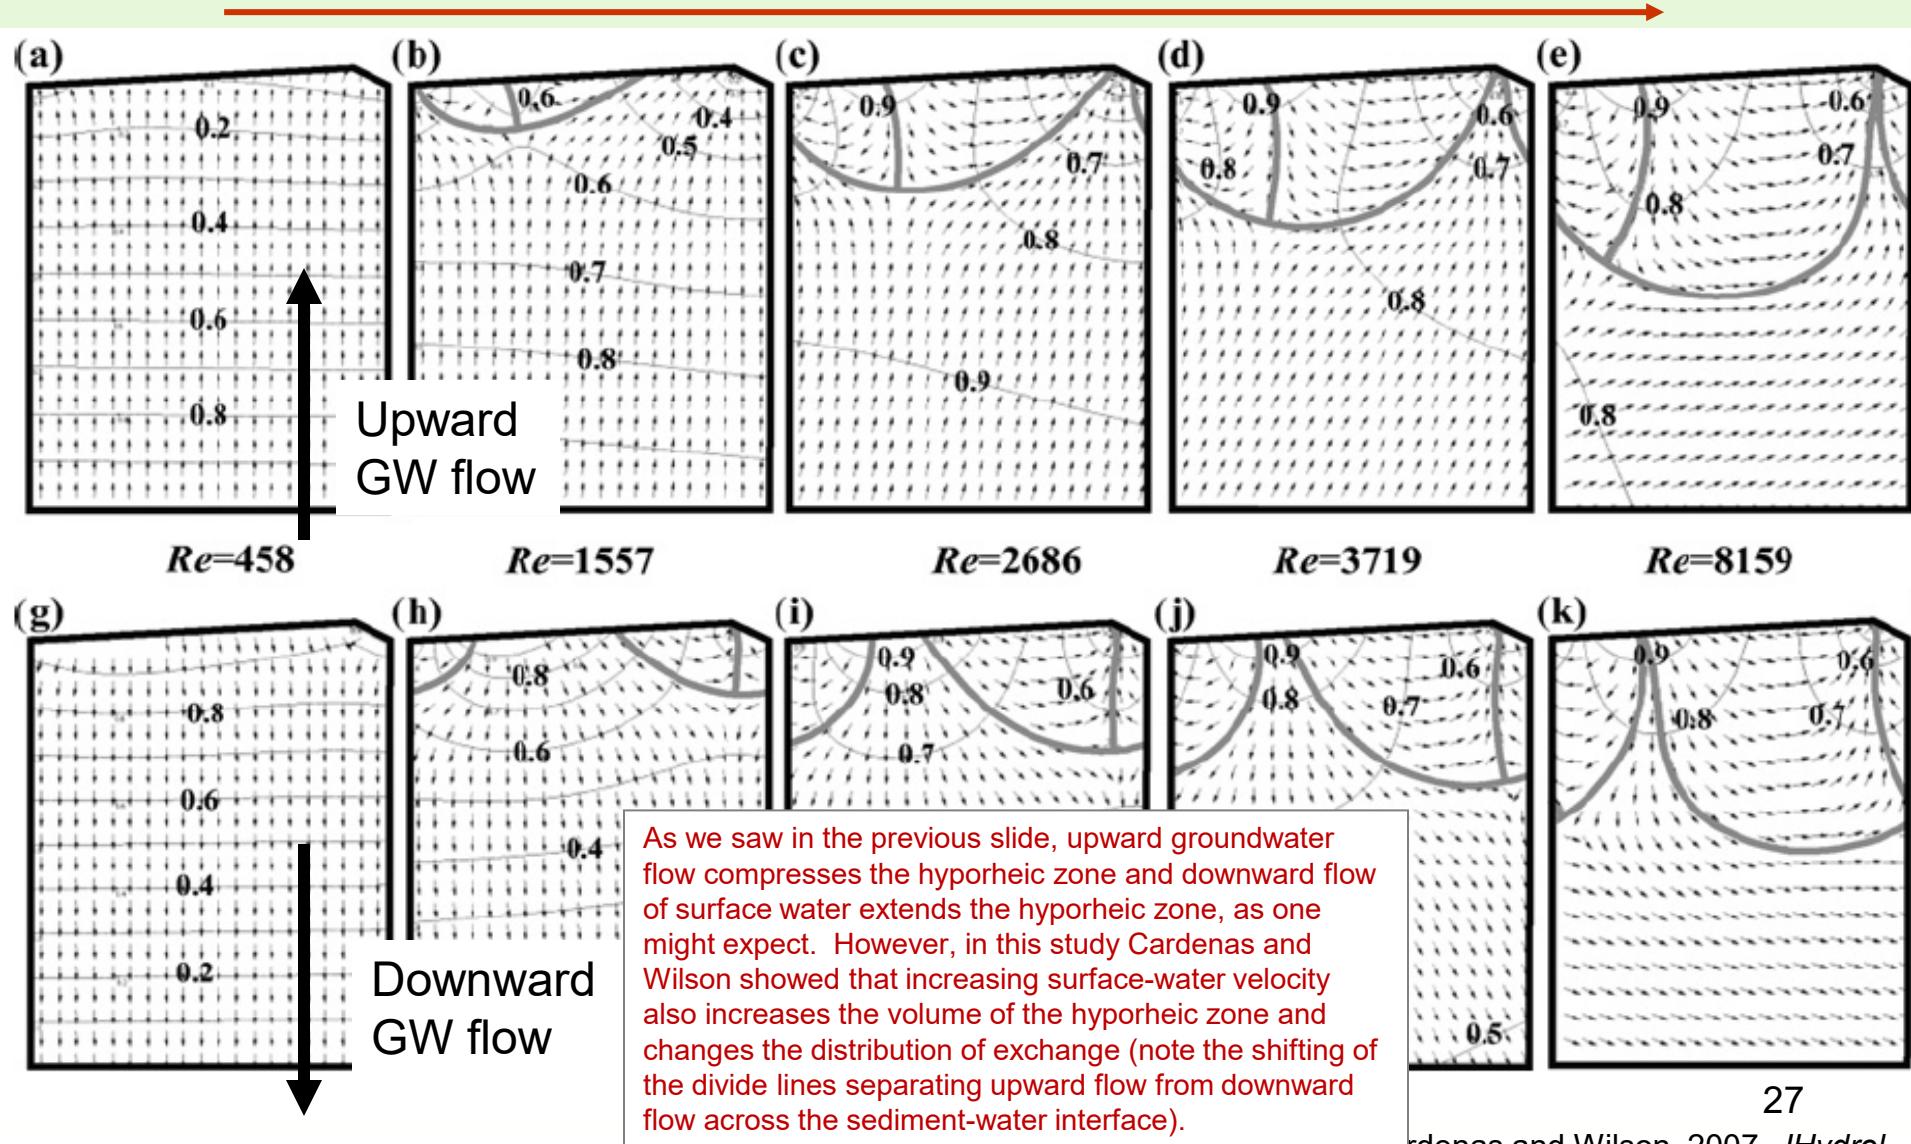 (a) (b) (c) (d) (e)
0.2
0.4
0.6
0.8
0.6
0.4
0.5
0.6
0.7
0.8
0.9
0.7
0.8
0.9
0.9
0.6
0.8
0.7
0.8
0.9
0.6
0.7
0.8
0.8
Upward
GW flow
Re=458 Re=1557 Re=2686 Re=3719 Re=8159
(g) (h) (i) (j) (k)
0.8
0.6
0.4
0.2
0.8
0.6
0.4
0.9
0.8
0.6
0.7
0.9
0.6
0.8
0.7
0.5
0.9
0.6
0.8
0.7
Downward
GW flow
As we saw in the previous slide, upward groundwater
flow compresses the hyporheic zone and downward flow
of surface water extends the hyporheic zone, as one
might expect. However, in this study Cardenas and
Wilson showed that increasing surface-water velocity
also increases the volume of the hyporheic zone and
changes the distribution of exchange (note the shifting of
the divide lines separating upward flow from downward
flow across the sediment-water interface).
27
and Wilson, 2007